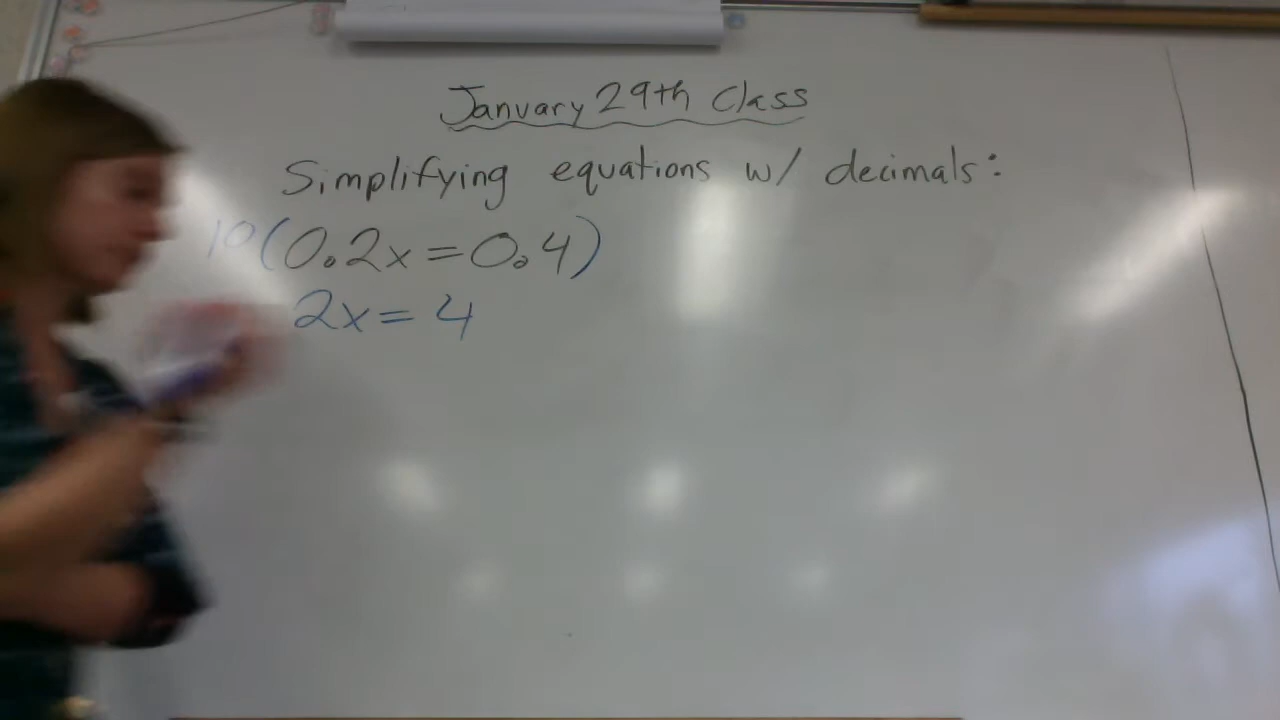 January 29th Class
Simplifying equations w/ decimals:
10(0.2x=0.4)
2x=4